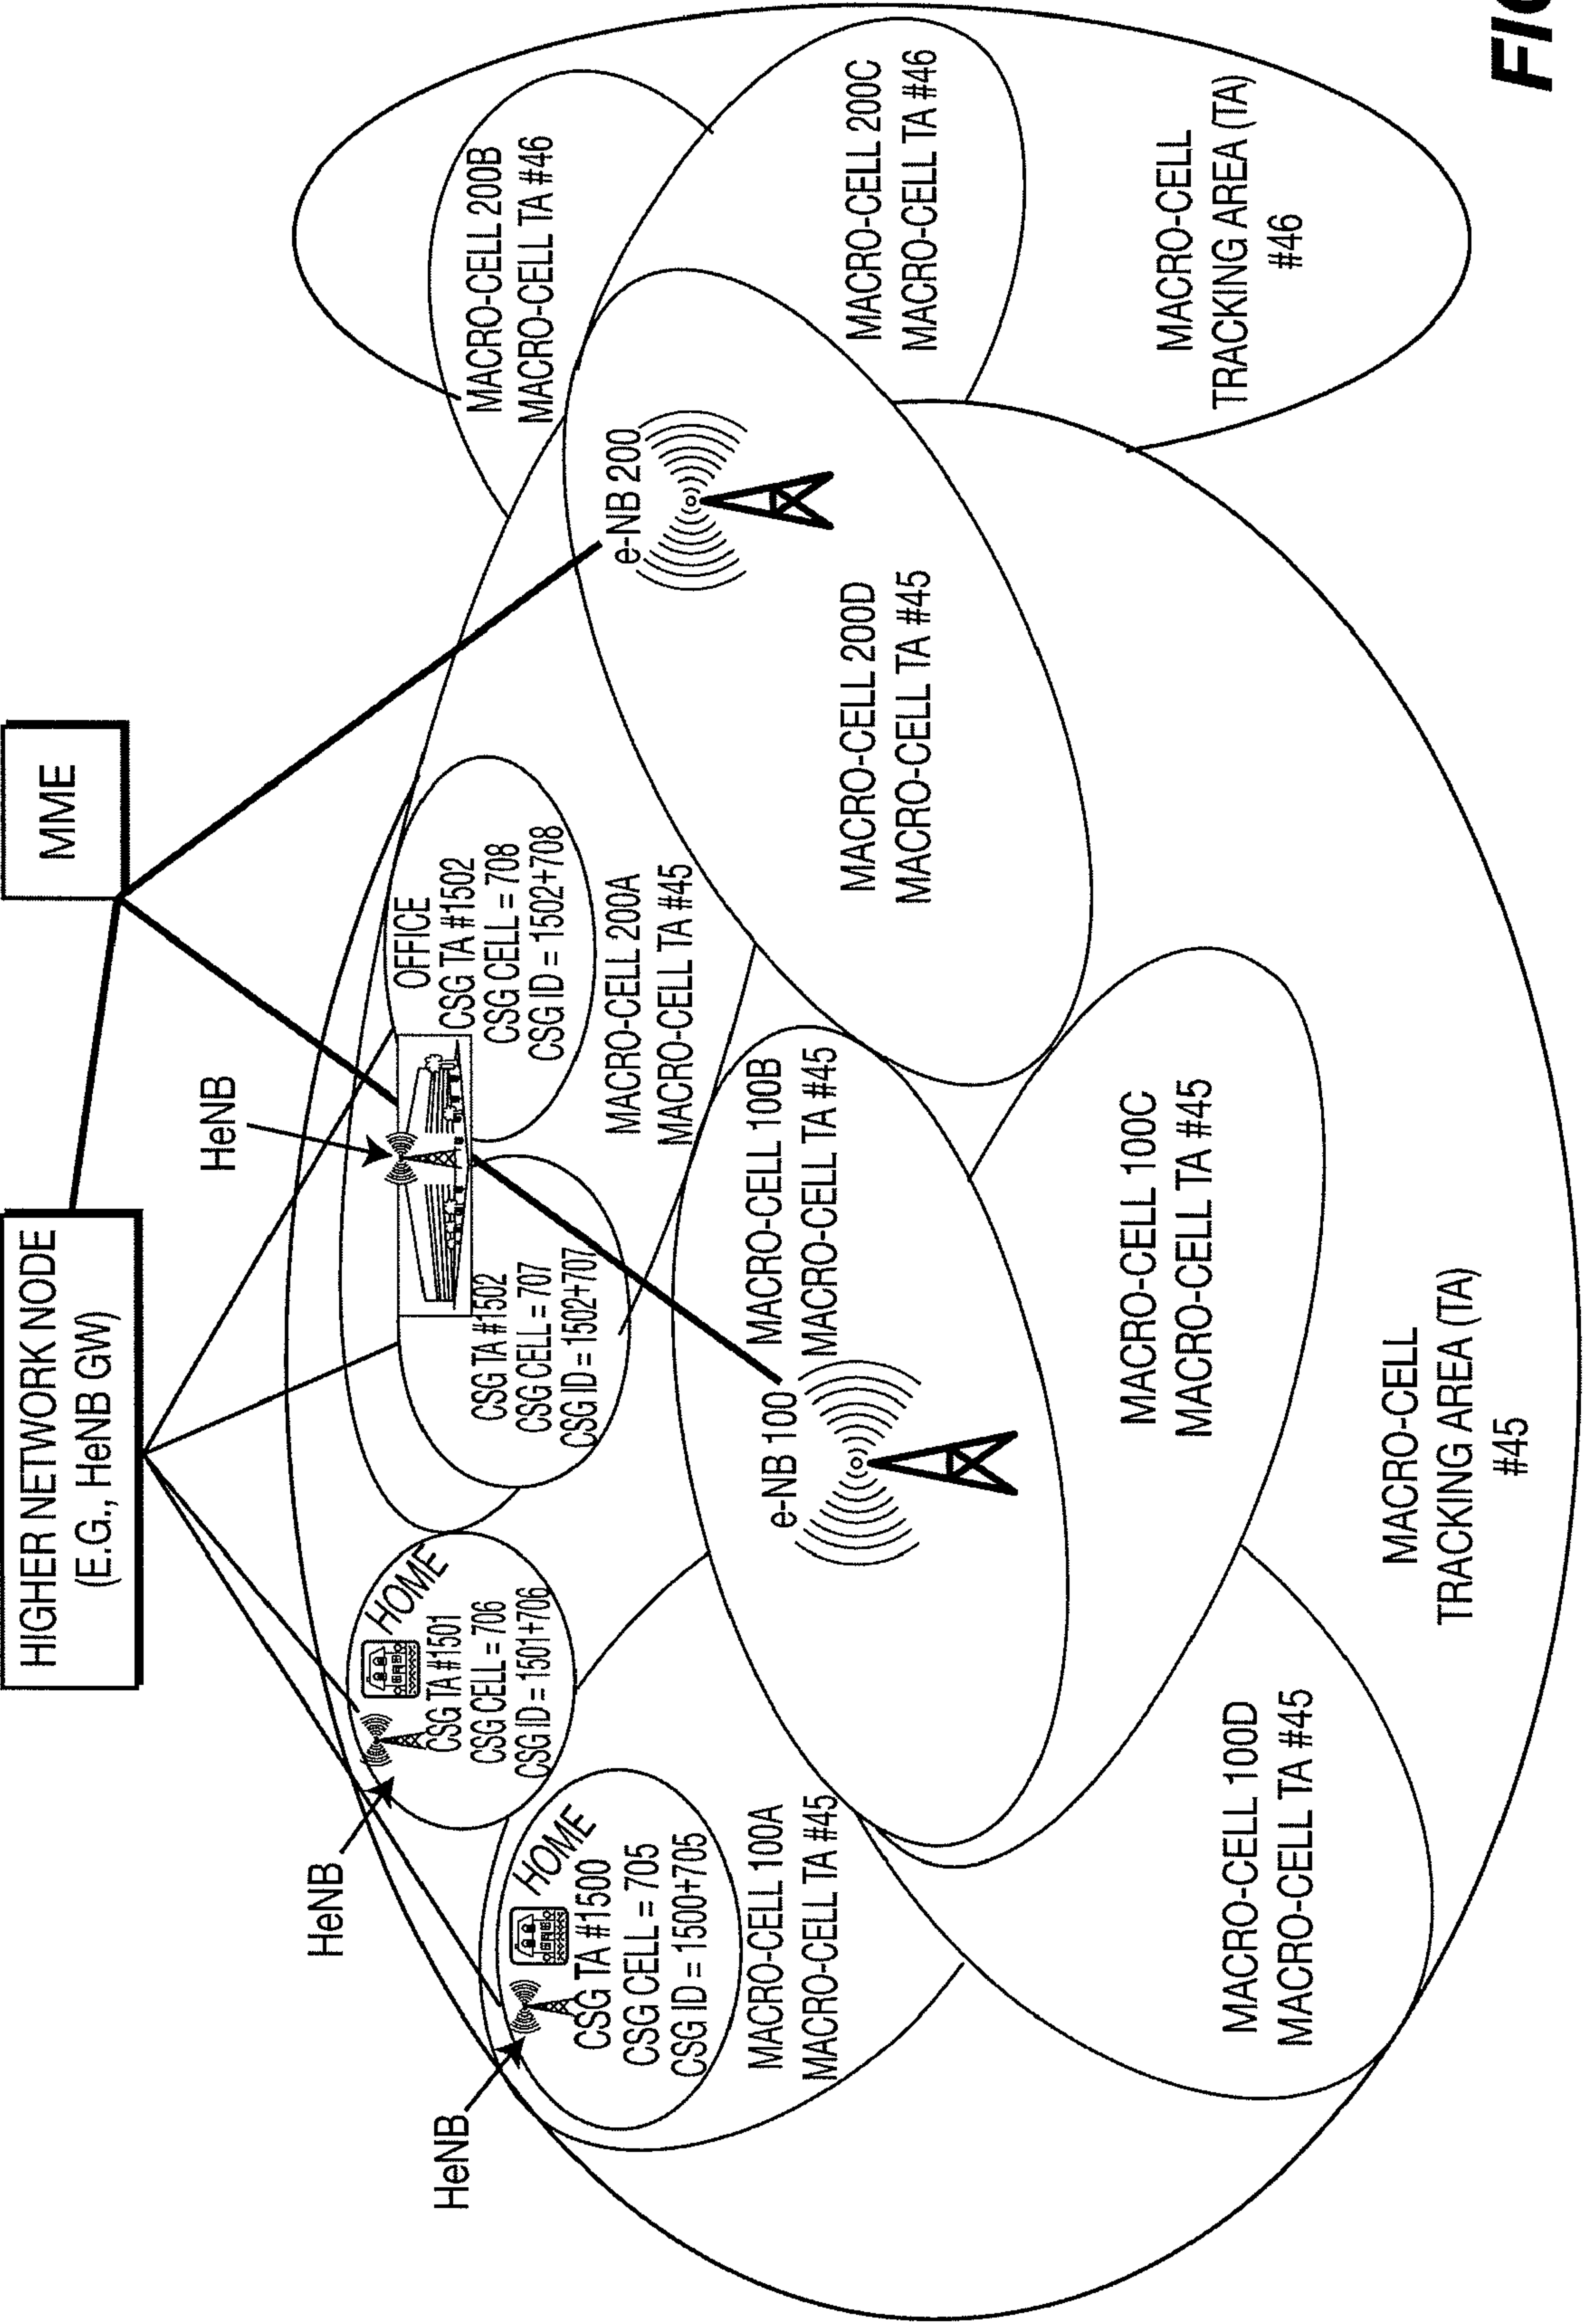 HIGHER NETWORK NODE
(E.G., HeNB GW)
MME
HeNB
HeNB
HeNB
HOME
CSG TA #1500
CSG CELL = 705
CSG ID = 1500+705
HOME
CSG TA #1501
CSG CELL = 706
CSG ID = 1501+706
CSG TA #1502
CSG CELL = 707
CSG ID = 1502+707
OFFICE
CSG TA #1502
CSG CELL = 708
CSG ID = 1502+708
MACRO-CELL 100A
MACRO-CELL TA #45
MACRO-CELL 200A
MACRO-CELL TA #45
MACRO-CELL 200B
MACRO-CELL TA #46
e-NB 100
MACRO-CELL 100B
MACRO-CELL TA #45
e-NB 200
MACRO-CELL 200D
MACRO-CELL TA #45
MACRO-CELL 200C
MACRO-CELL TA #46
MACRO-CELL 100C
MACRO-CELL TA #45
MACRO-CELL 100D
MACRO-CELL TA #45
MACRO-CELL
TRACKING AREA (TA)
#45
MACRO-CELL
TRACKING AREA (TA)
#46